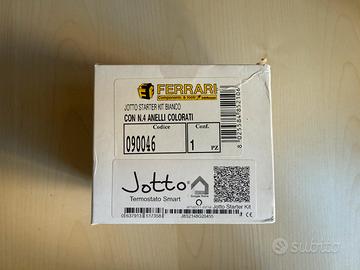 FERRARI
JOTTO STARTER KIT BIANCO
CON N.4 ANELLI COLORATI
Codice
Conf.
090046
1
PZ
Jotto
Termostato Smart
Jotto Starter Kit
subito